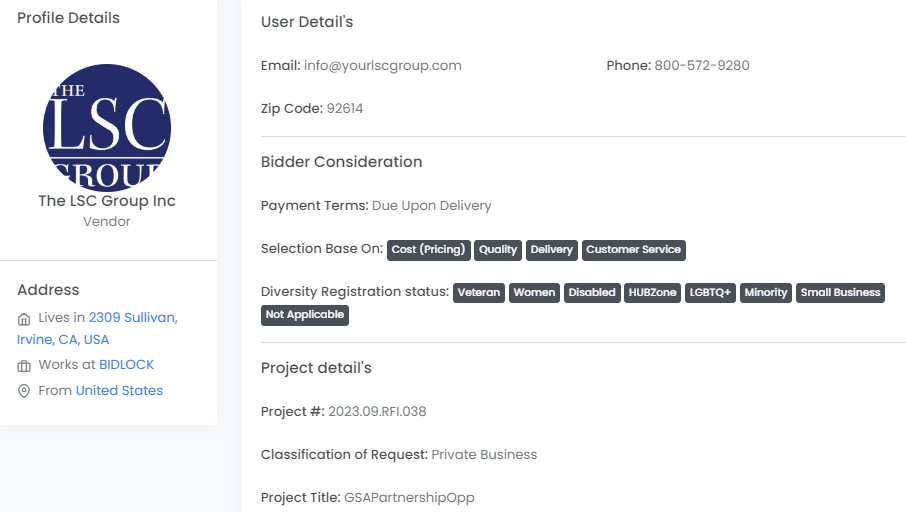 Profile Details
THE
LSC
GROUP
The LSC Group Inc
Vendor
Address
Lives in 2309 Sullivan,
Irvine, CA, USA
Works at BIDLOCK
From United States
User Detail's
Email: info@yourlscgroup.com Phone: 800-572-9280
Zip Code: 92614
Bidder Consideration
Payment Terms: Due Upon Delivery
Selection Base On: Cost (Pricing) Quality Delivery Customer Service
Diversity Registration status: Veteran Women Disabled HUBZone LGBTQ+ Minority Small Business
Not Applicable
Project detail's
Project #: 2023.09.RFI.038
Classification of Request: Private Business
Project Title: GSAPartnershipOpp